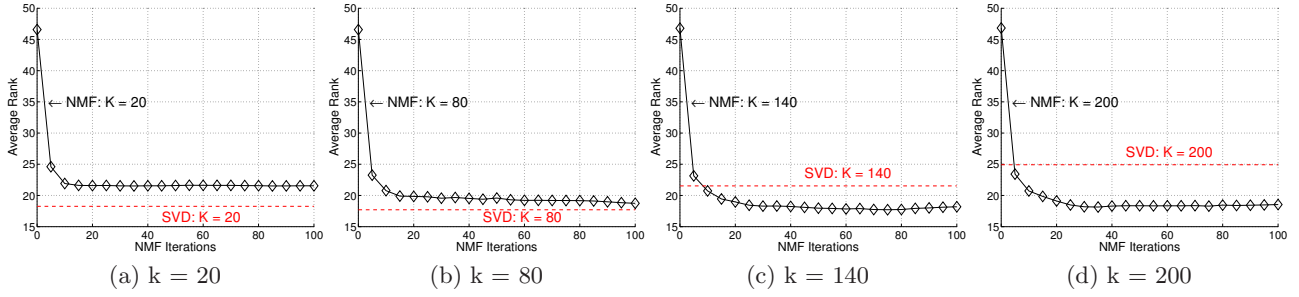 50
45
40
35
30
25
20
15
Average Rank
← NMF: K = 20
SVD: K = 20
0 20 40 60 80 100
NMF Iterations
(a) k = 20
50
45
40
35
30
25
20
15
Average Rank
← NMF: K = 80
SVD: K = 80
0 20 40 60 80 100
NMF Iterations
(b) k = 80
50
45
40
35
30
25
20
15
Average Rank
← NMF: K = 140
SVD: K = 140
0 20 40 60 80 100
NMF Iterations
(c) k = 140
50
45
40
35
30
25
20
15
Average Rank
← NMF: K = 200
SVD: K = 200
0 20 40 60 80 100
NMF Iterations
(d) k = 200